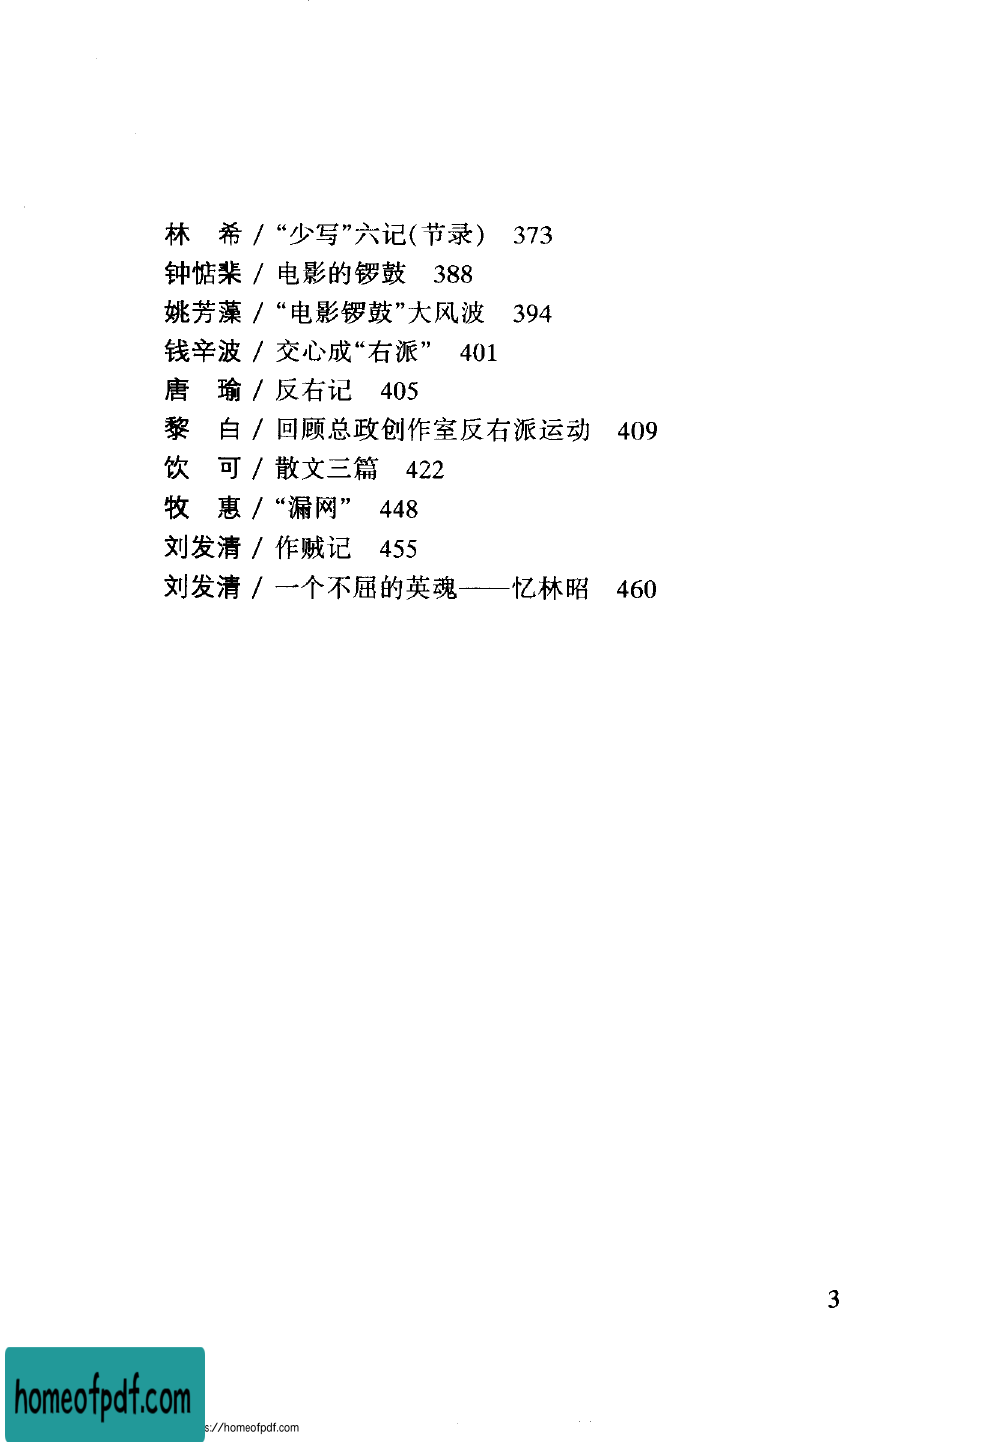 林　希 / “少写”六记(节录)　373
钟惦棐 / 电影的锣鼓　388
姚芳藻 / “电影锣鼓”大风波　394
钱辛波 / 交心成“右派”　401
唐　瑜 / 反右记　405
黎　白 / 回顾总政创作室反右派运动　409
饮　可 / 散文三篇　422
牧　惠 / “漏网”　448
刘发清 / 作贼记　455
刘发清 / 一个不屈的英魂——忆林昭　460
3
homeofpdf.com
s://homeofpdf.com